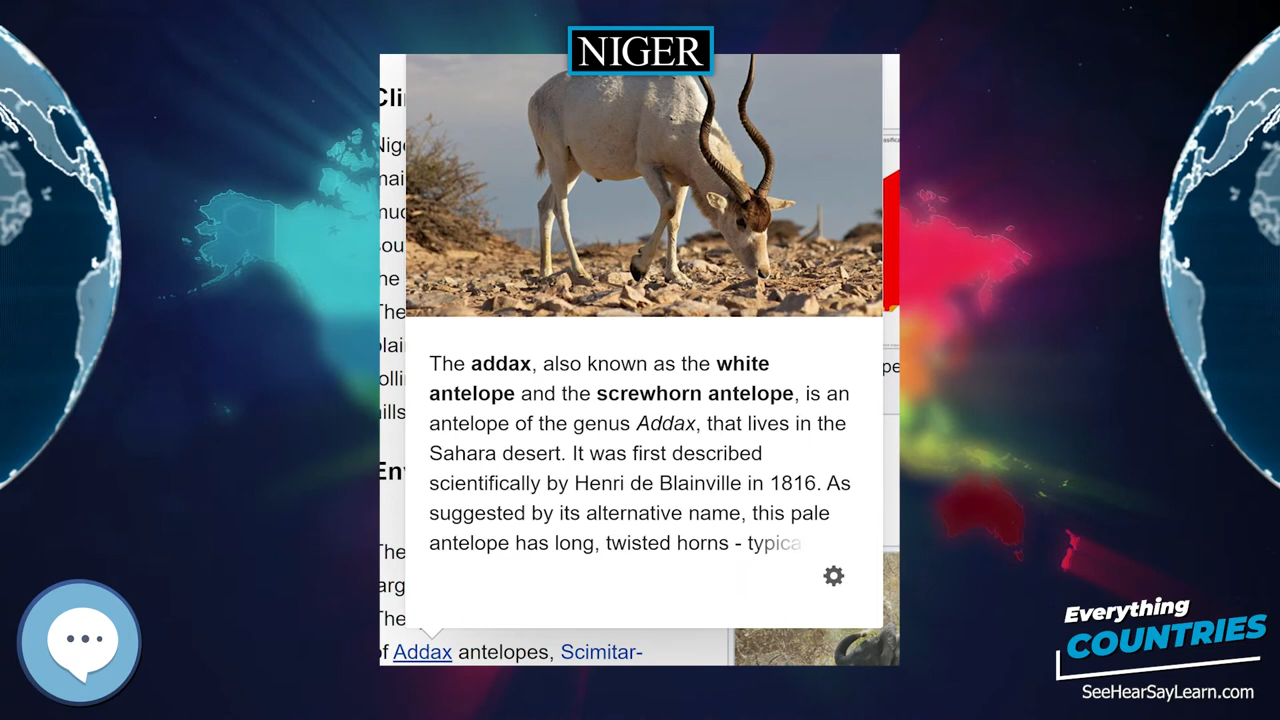 NIGER
The addax, also known as the white
antelope and the screwhorn antelope, is an
antelope of the genus Addax, that lives in the
Sahara desert. It was first described
scientifically by Henri de Blainville in 1816. As
suggested by its alternative name, this pale
antelope has long, twisted horns - typica
The
of Addax antelopes, Scimitar-
Everything
COUNTRIES
SeeHearSayLearn.com